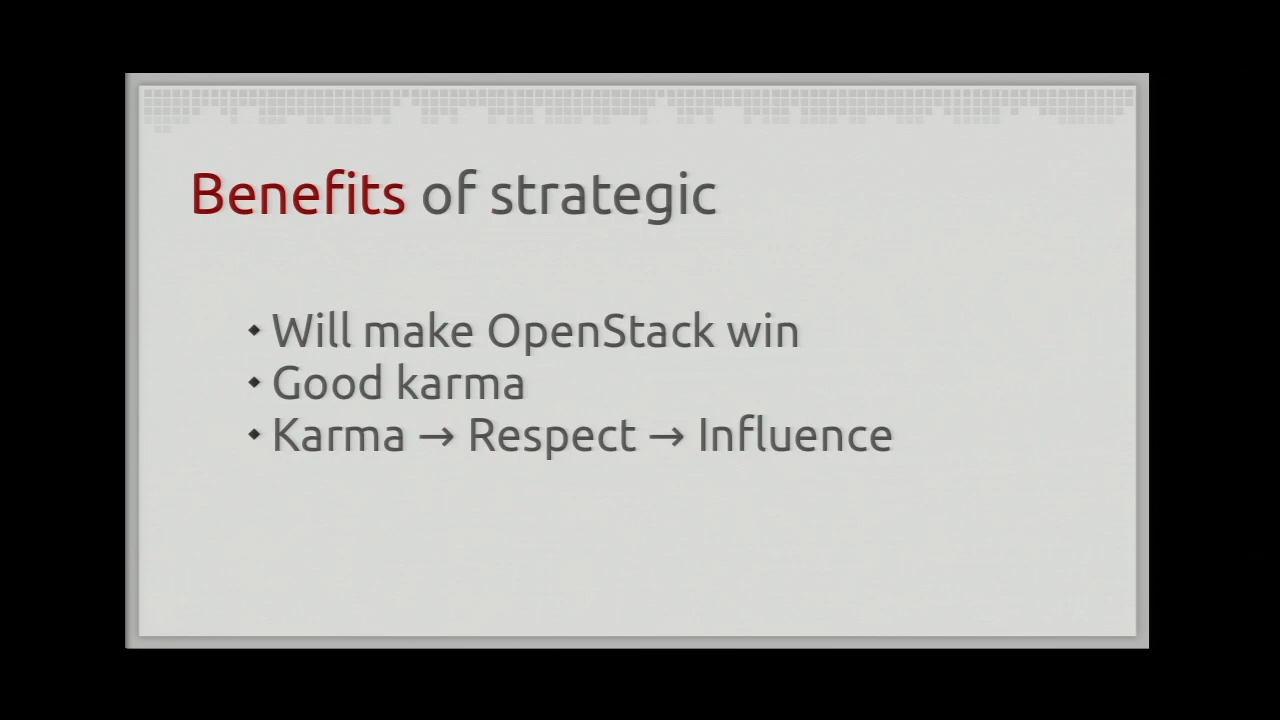 Benefits of strategic
Will make OpenStack win
Good karma
Karma → Respect → Influence